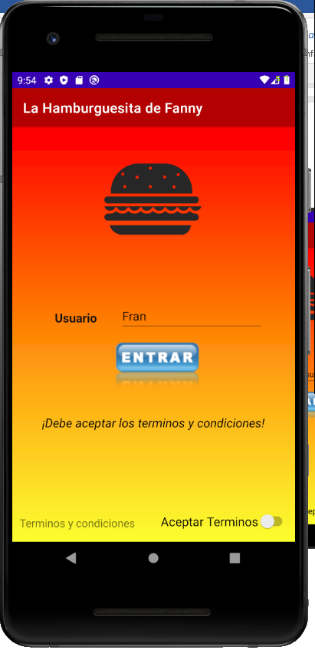 9:54
La Hamburguesita de Fanny
Usuario
Fran
ENTRAR
¡Debe aceptar los terminos y condiciones!
Terminos y condiciones
Aceptar Terminos